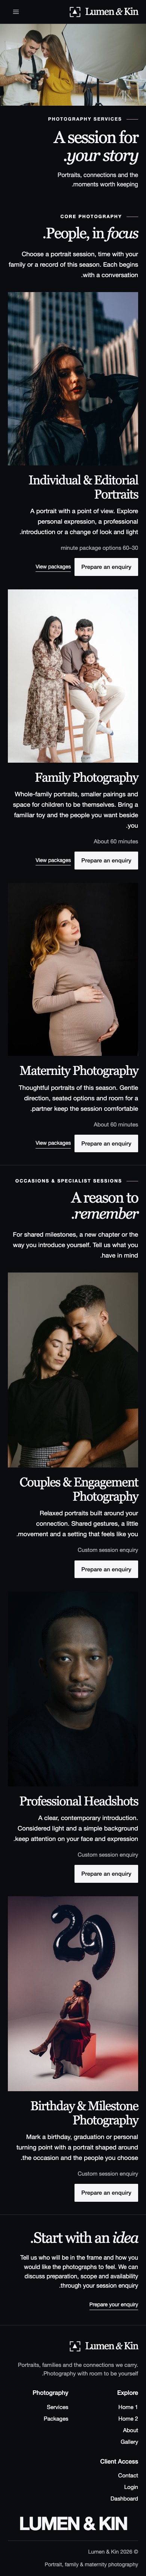 Lumen & Kin
PHOTOGRAPHY SERVICES
A session for
.your story
Portraits, connections and the
.moments worth keeping
CORE PHOTOGRAPHY
.People, in focus
Choose a portrait session, time with your
family or a record of this season. Each begins
.with a conversation
Individual & Editorial
Portraits
A portrait with a point of view. Explore
personal expression, a professional
.introduction or a change of look and light
minute package options 60–30
Prepare an enquiry
View packages
Family Photography
Whole-family portraits, smaller pairings and
space for children to be themselves. Bring a
familiar toy and the people you want beside
.you
About 60 minutes
Prepare an enquiry
View packages
Maternity Photography
Thoughtful portraits of this season. Gentle
direction, seated options and room for a
.partner keep the session comfortable
About 60 minutes
Prepare an enquiry
View packages
OCCASIONS & SPECIALIST SESSIONS
A reason to
.remember
For shared milestones, a new chapter or the
way you introduce yourself. Tell us what you
.have in mind
Couples & Engagement
Photography
Relaxed portraits built around your
connection. Shared gestures, a little
.movement and a setting that feels like you
Custom session enquiry
Prepare an enquiry
Professional Headshots
A clear, contemporary introduction.
Considered light and a simple background
.keep attention on your face and expression
Custom session enquiry
Prepare an enquiry
29
Birthday & Milestone
Photography
Mark a birthday, graduation or personal
turning point with a portrait shaped around
.the occasion and the people you choose
Custom session enquiry
Prepare an enquiry
.Start with an idea
Tell us who will be in the frame and how you
would like the photographs to feel. We can
discuss preparation, scope and availability
.through your session enquiry
Prepare your enquiry
Lumen & Kin
Portraits, families and the connections we carry.
.Photography with room to be yourself
Explore
Home 1
Home 2
About
Gallery
Photography
Services
Packages
Client Access
Contact
Login
Dashboard
LUMEN & KIN
Lumen & Kin 2026 ©
Portrait, family & maternity photography